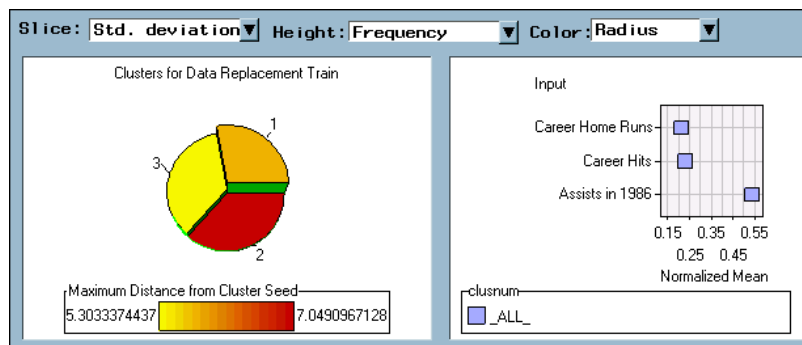 Slice: Std. deviation Height: Frequency Color: Radius
Clusters for Data Replacement Train
1
3
2
Maximum Distance from Cluster Seed
5.3033374437 7.0490967128
Input
Career Home Runs
Career Hits
Assists in 1986
0.15 0.35 0.55
0.25 0.45
Normalized Mean
clusnum
_ALL_